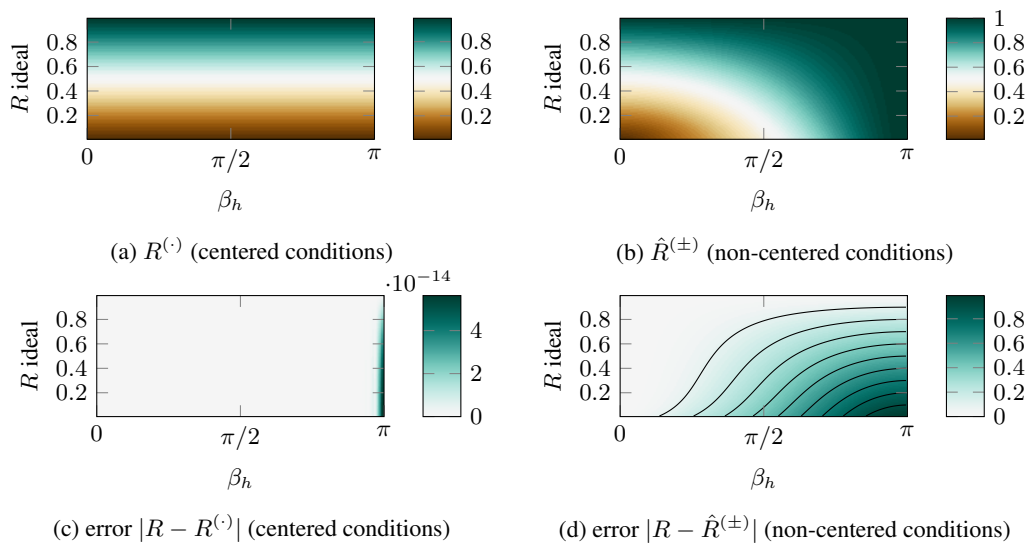 0.8
0.6
0.4
0.2
R ideal
0
π/2
π
β_h
0.8
0.6
0.4
0.2
(a) R^{(·)} (centered conditions)
0.8
0.6
0.4
0.2
R ideal
0
π/2
π
β_h
1
0.8
0.6
0.4
0.2
(b) R̂^{(±)} (non-centered conditions)
0.8
0.6
0.4
0.2
R ideal
0
π/2
π
β_h
·10^{−14}
4
2
0
(c) error |R − R^{(·)}| (centered conditions)
0.8
0.6
0.4
0.2
R ideal
0
π/2
π
β_h
0.8
0.6
0.4
0.2
0
(d) error |R − R̂^{(±)}| (non-centered conditions)